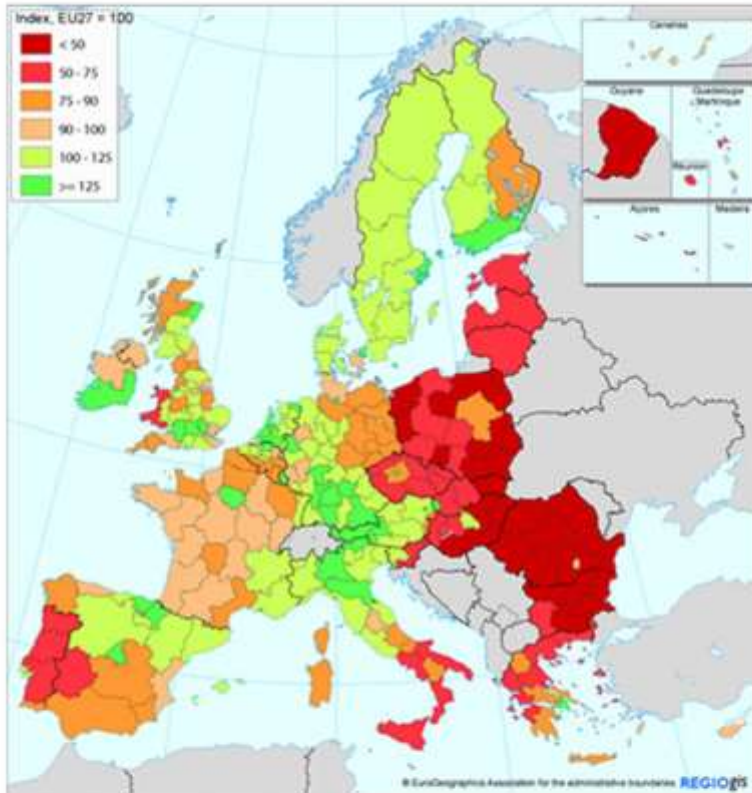 Index, EU27 = 100
< 50
50 - 75
75 - 90
90 - 100
100 - 125
>= 125
Canarias
Guyane
Guadeloupe
Martinique
Réunion
Açores
Madeira
© EuroGeographics Association for the administrative boundaries REGIOgis